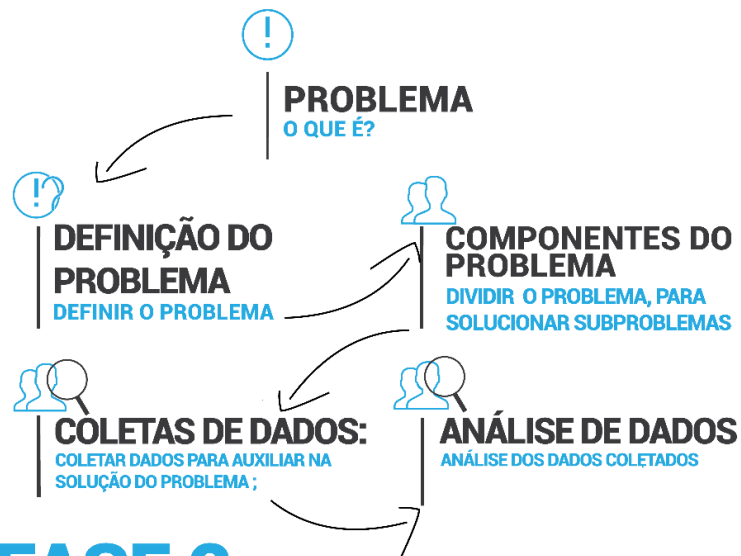 PROBLEMA
O QUE É?
DEFINIÇÃO DO
PROBLEMA
DEFINIR O PROBLEMA
COMPONENTES DO
PROBLEMA
DIVIDIR O PROBLEMA, PARA
SOLUCIONAR SUBPROBLEMAS
COLETAS DE DADOS:
COLETAR DADOS PARA AUXILIAR NA
SOLUÇÃO DO PROBLEMA ;
ANÁLISE DE DADOS
ANÁLISE DOS DADOS COLETADOS